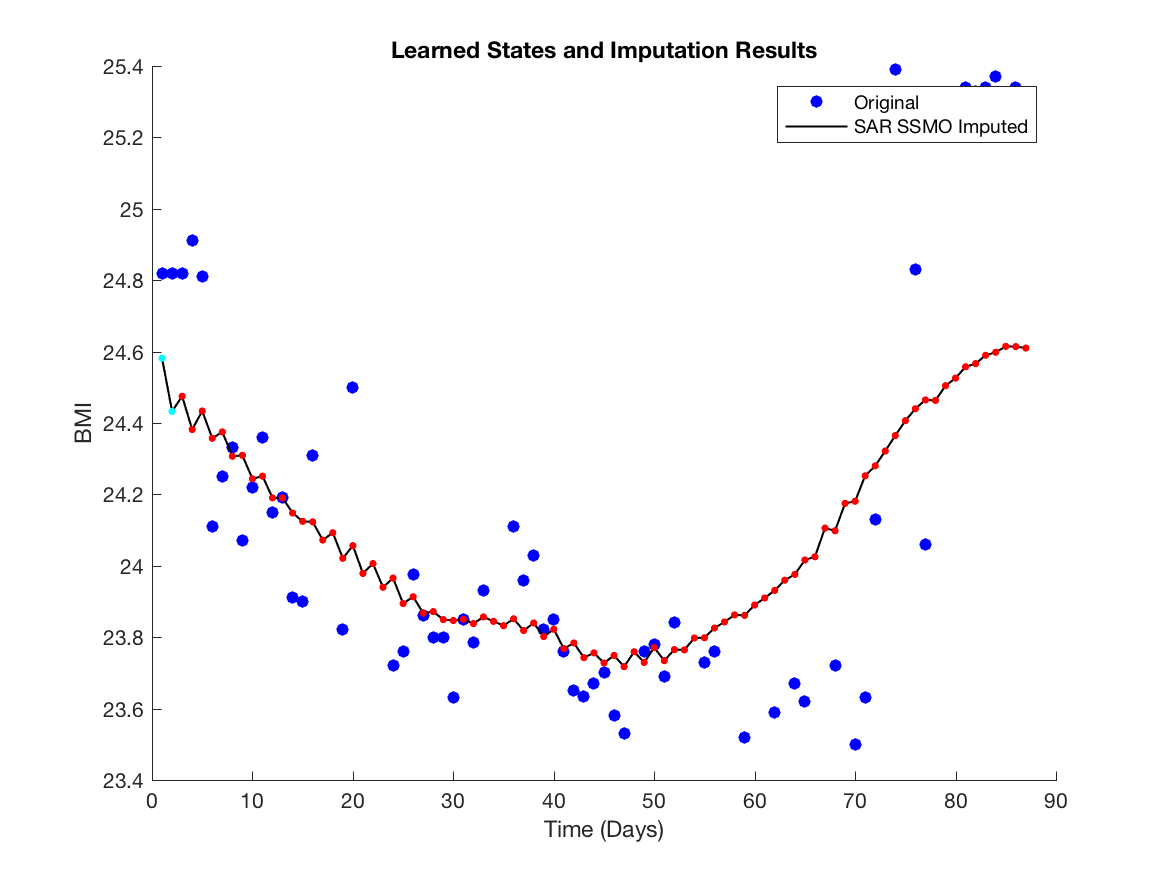 Learned States and Imputation Results
25.4
25.2
25
24.8
24.6
24.4
24.2
24
23.8
23.6
23.4
BMI
Original
SAR SSMO Imputed
0 10 20 30 40 50 60 70 80 90
Time (Days)